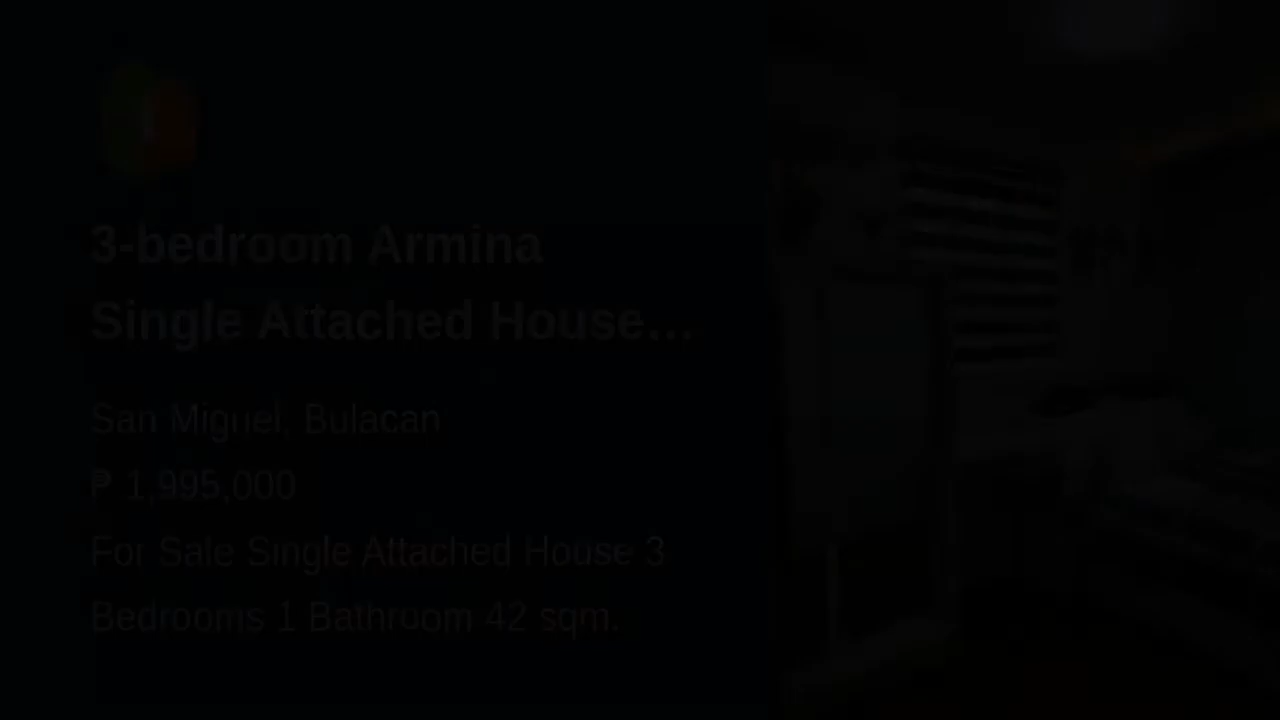 3-bedroom Armina
Single Attached House...
San Miguel, Bulacan
₱ 1,995,000
For Sale Single Attached House 3
Bedrooms 1 Bathroom 42 sqm.